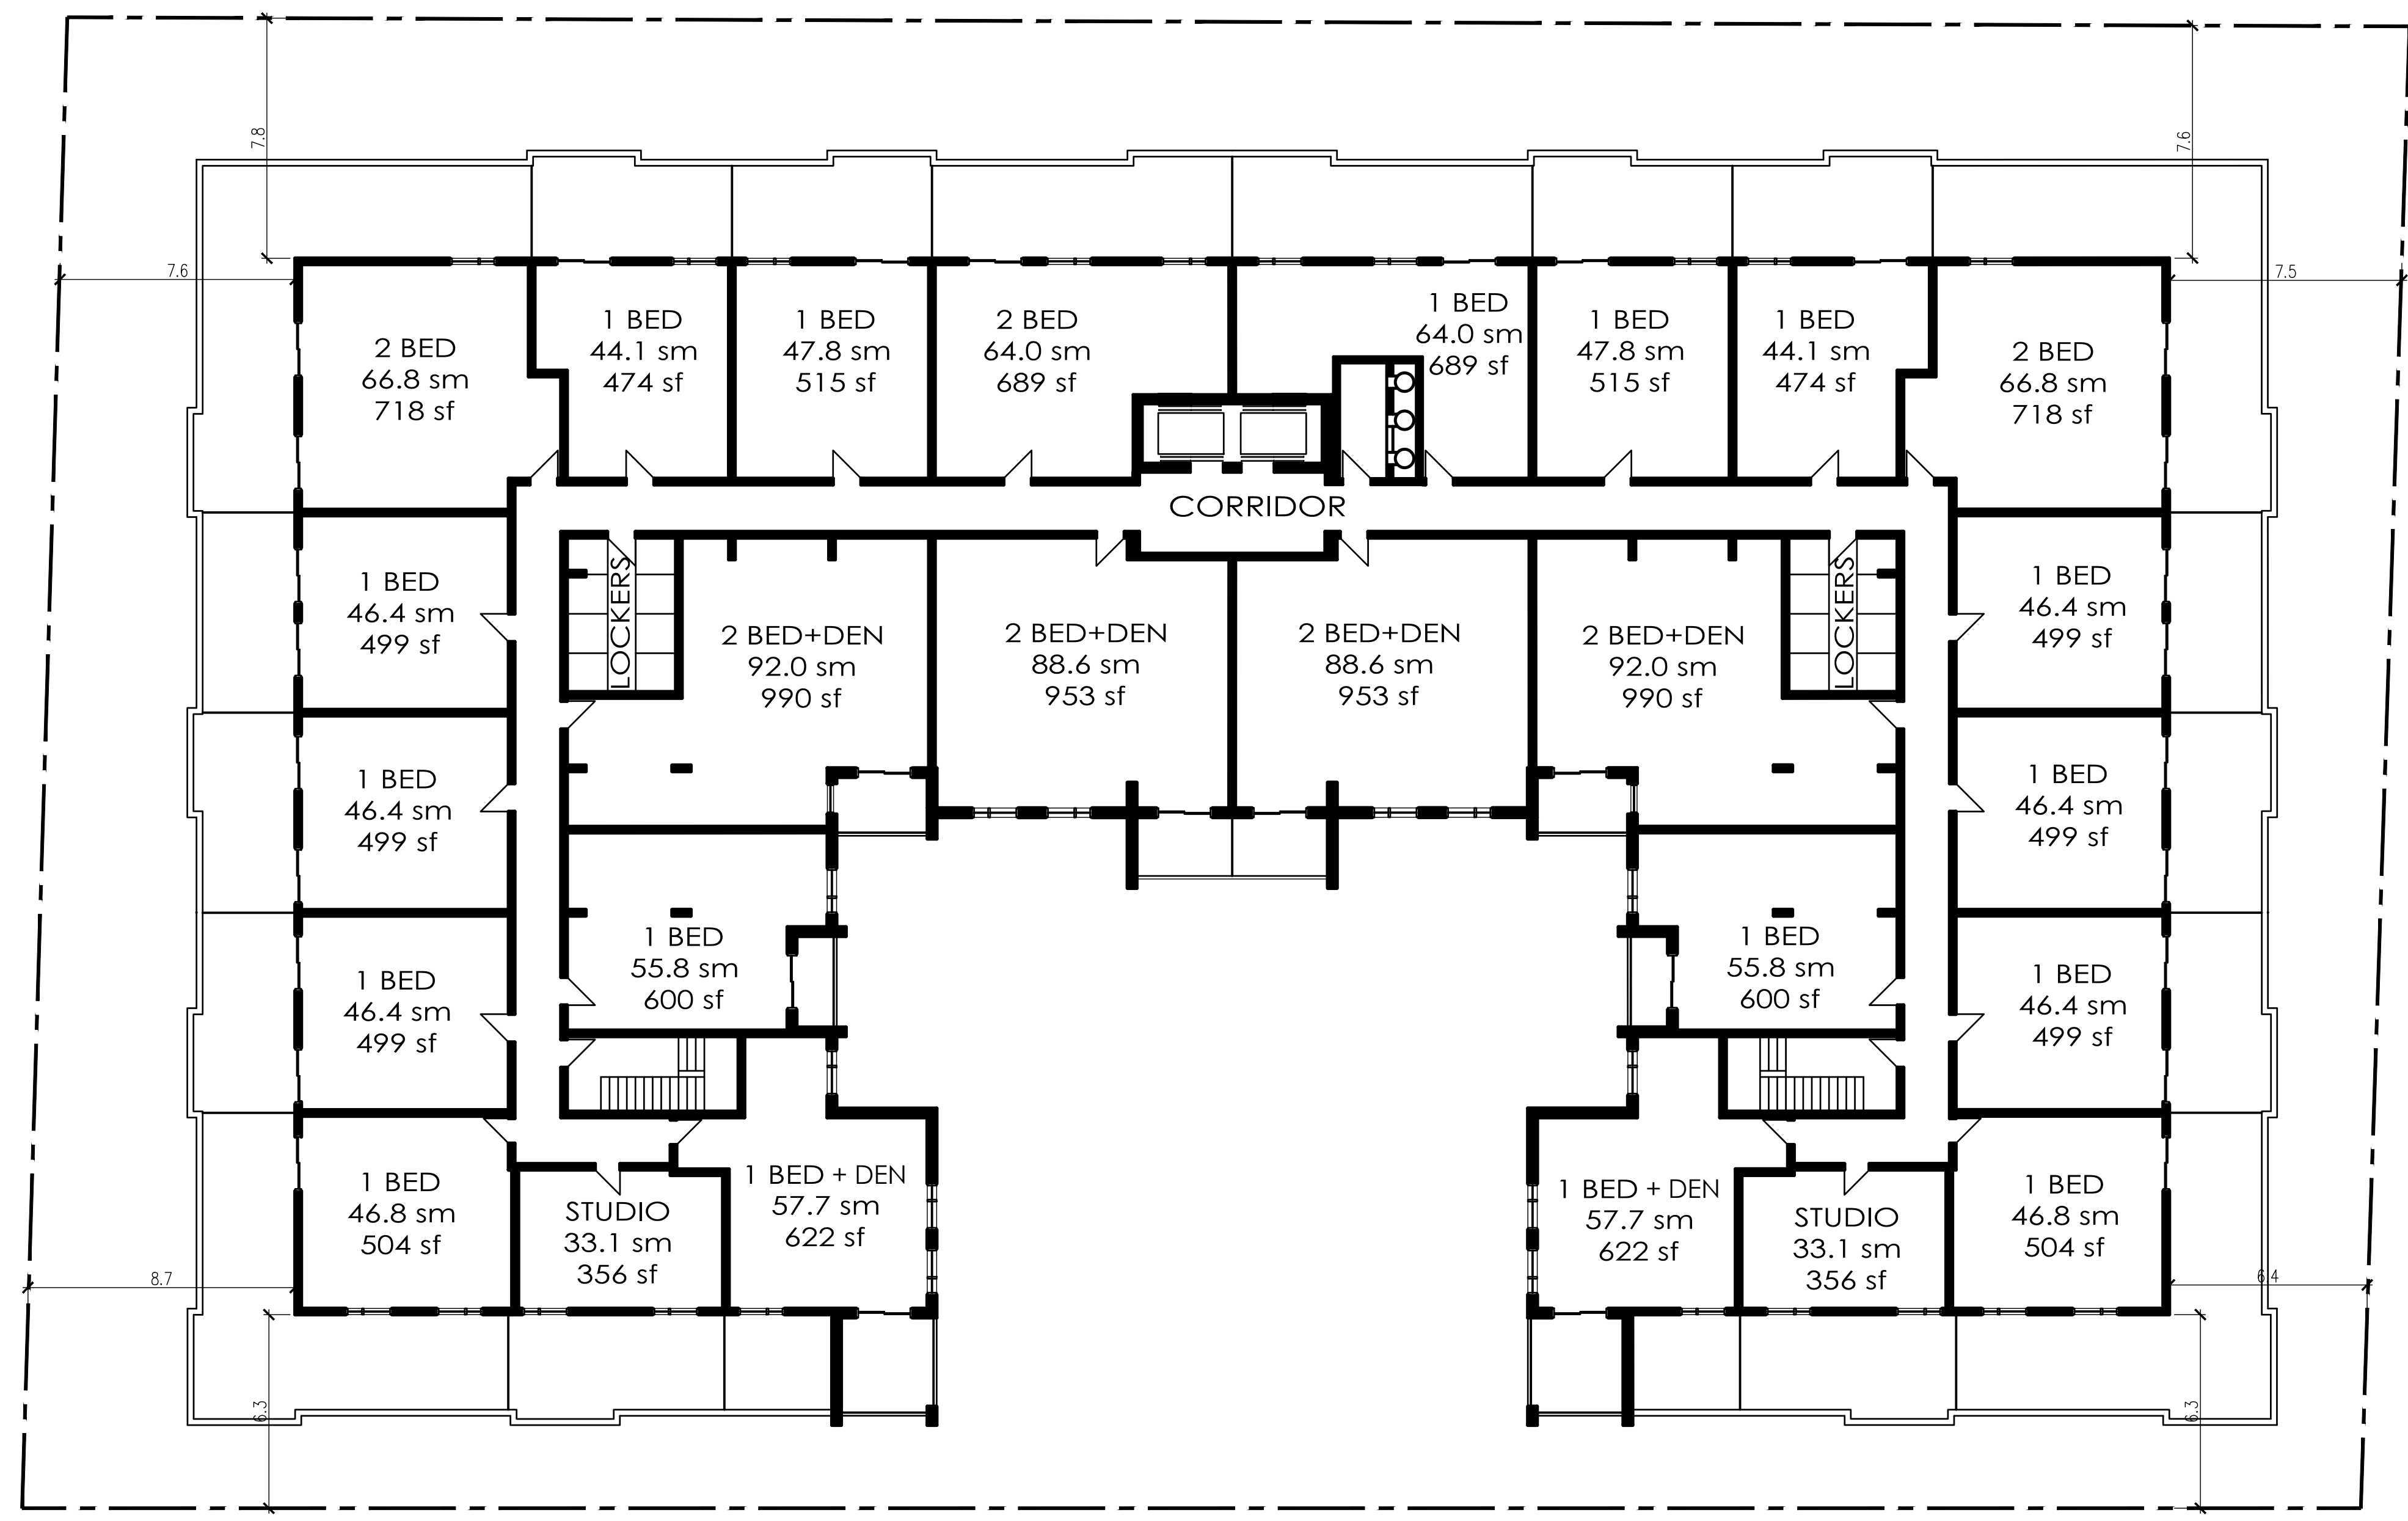 7.8
7.6
7.6
7.5
2 BED
66.8 sm
718 sf
1 BED
44.1 sm
474 sf
1 BED
47.8 sm
515 sf
2 BED
64.0 sm
689 sf
1 BED
64.0 sm
689 sf
1 BED
47.8 sm
515 sf
1 BED
44.1 sm
474 sf
2 BED
66.8 sm
718 sf
CORRIDOR
1 BED
46.4 sm
499 sf
LOCKERS
2 BED+DEN
92.0 sm
990 sf
2 BED+DEN
88.6 sm
953 sf
2 BED+DEN
88.6 sm
953 sf
2 BED+DEN
92.0 sm
990 sf
LOCKERS
1 BED
46.4 sm
499 sf
1 BED
46.4 sm
499 sf
1 BED
46.4 sm
499 sf
1 BED
46.4 sm
499 sf
1 BED
55.8 sm
600 sf
1 BED
55.8 sm
600 sf
1 BED
46.4 sm
499 sf
1 BED
46.8 sm
504 sf
STUDIO
33.1 sm
356 sf
1 BED + DEN
57.7 sm
622 sf
1 BED + DEN
57.7 sm
622 sf
STUDIO
33.1 sm
356 sf
1 BED
46.8 sm
504 sf
8.7
6.4
6.3
6.3